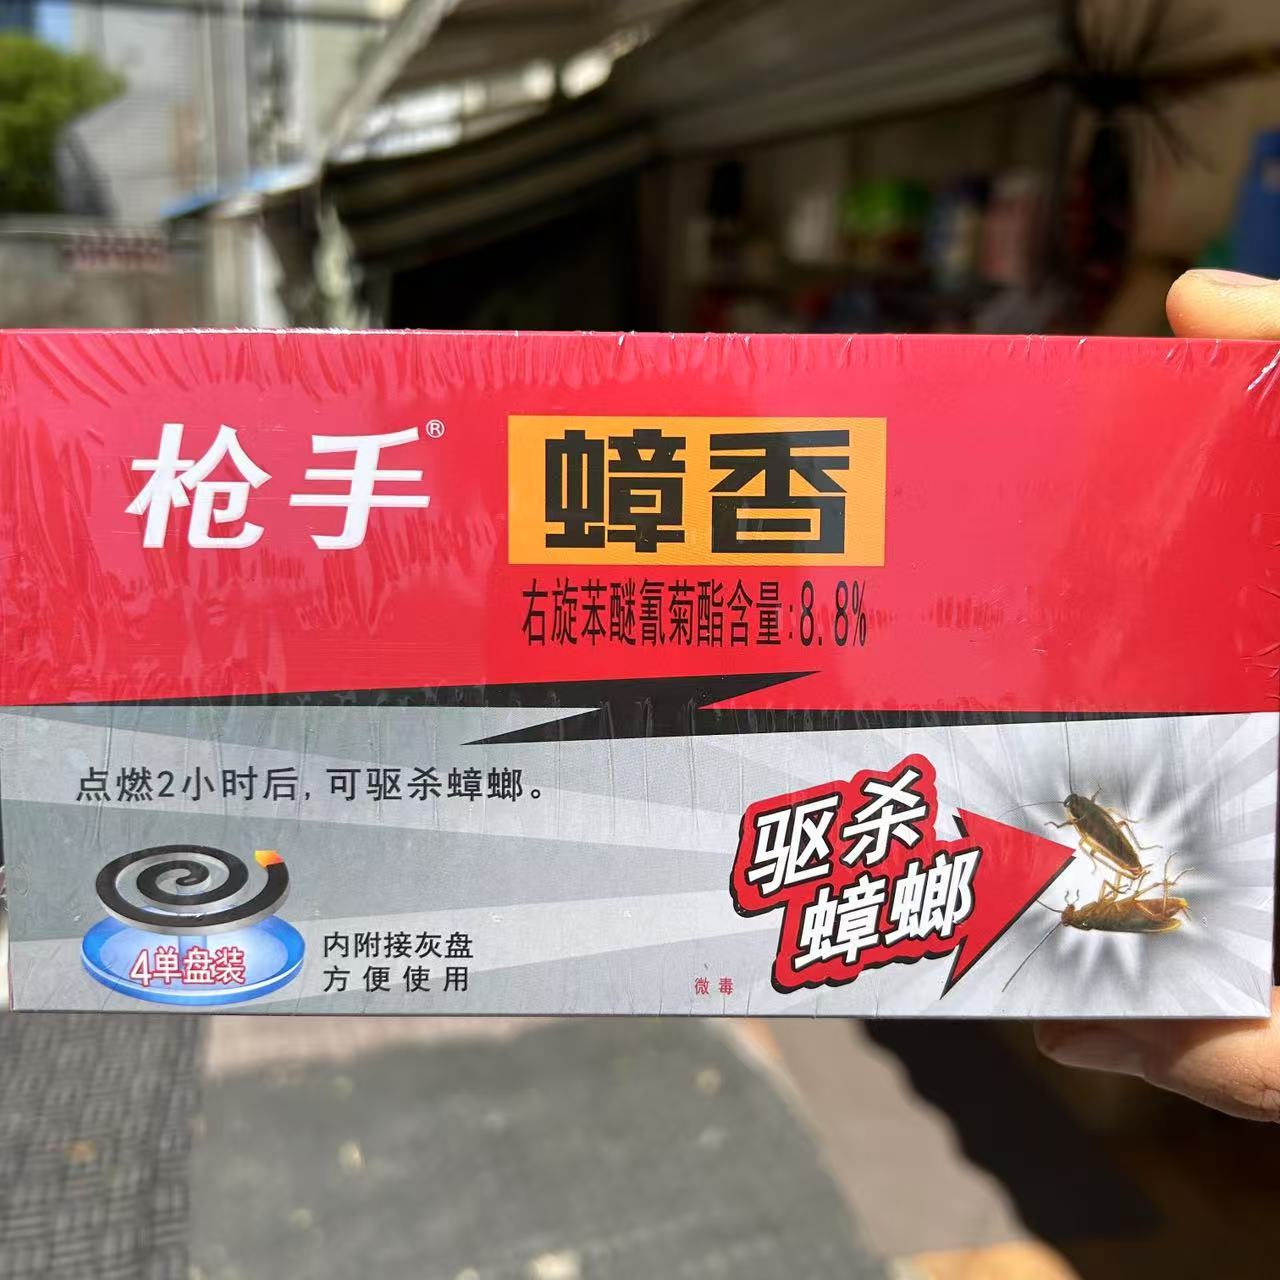 枪手®
蟑香
右旋苯醚氰菊酯含量:8.8%
点燃2小时后,可驱杀蟑螂。
4单盘装
内附接灰盘
方便使用
微毒
驱杀
蟑螂